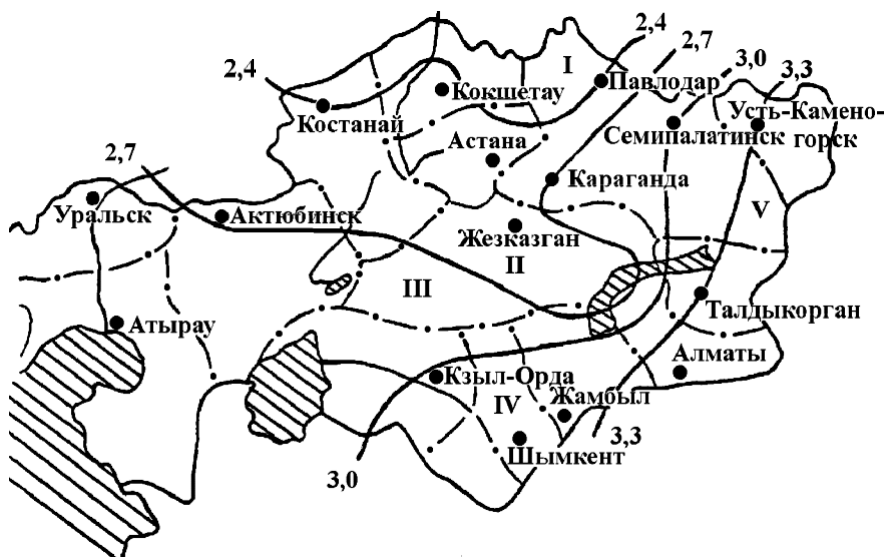 I
2,4
2,7
3,0
3,3
2,4
Кокшетау
Павлодар
Костанай
Усть-Камено-
горск
Семипалатинск
Астана
2,7
Караганда
Уральск
Актюбинск
V
Жезказган
II
III
Атырау
Талдыкорган
Алматы
Кзыл-Орда
IV
Жамбыл
3,3
Шымкент
3,0